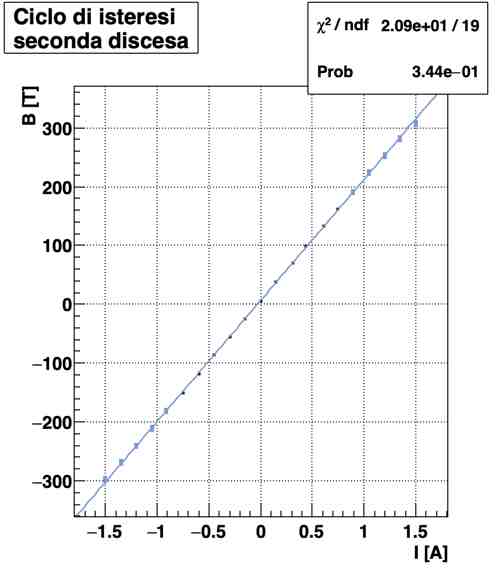 Ciclo di isteresi
seconda discesa
χ² / ndf 2.09e+01 / 19
Prob 3.44e−01
B [T]
300
200
100
0
−100
−200
−300
−1.5 −1 −0.5 0 0.5 1 1.5
I [A]